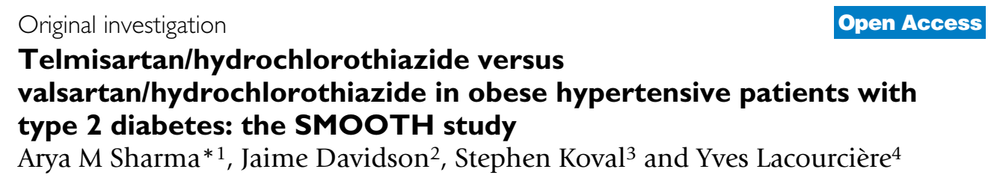 Original investigation Open Access
Telmisartan/hydrochlorothiazide versus
valsartan/hydrochlorothiazide in obese hypertensive patients with
type 2 diabetes: the SMOOTH study
Arya M Sharma*1, Jaime Davidson2, Stephen Koval3 and Yves Lacourcière4